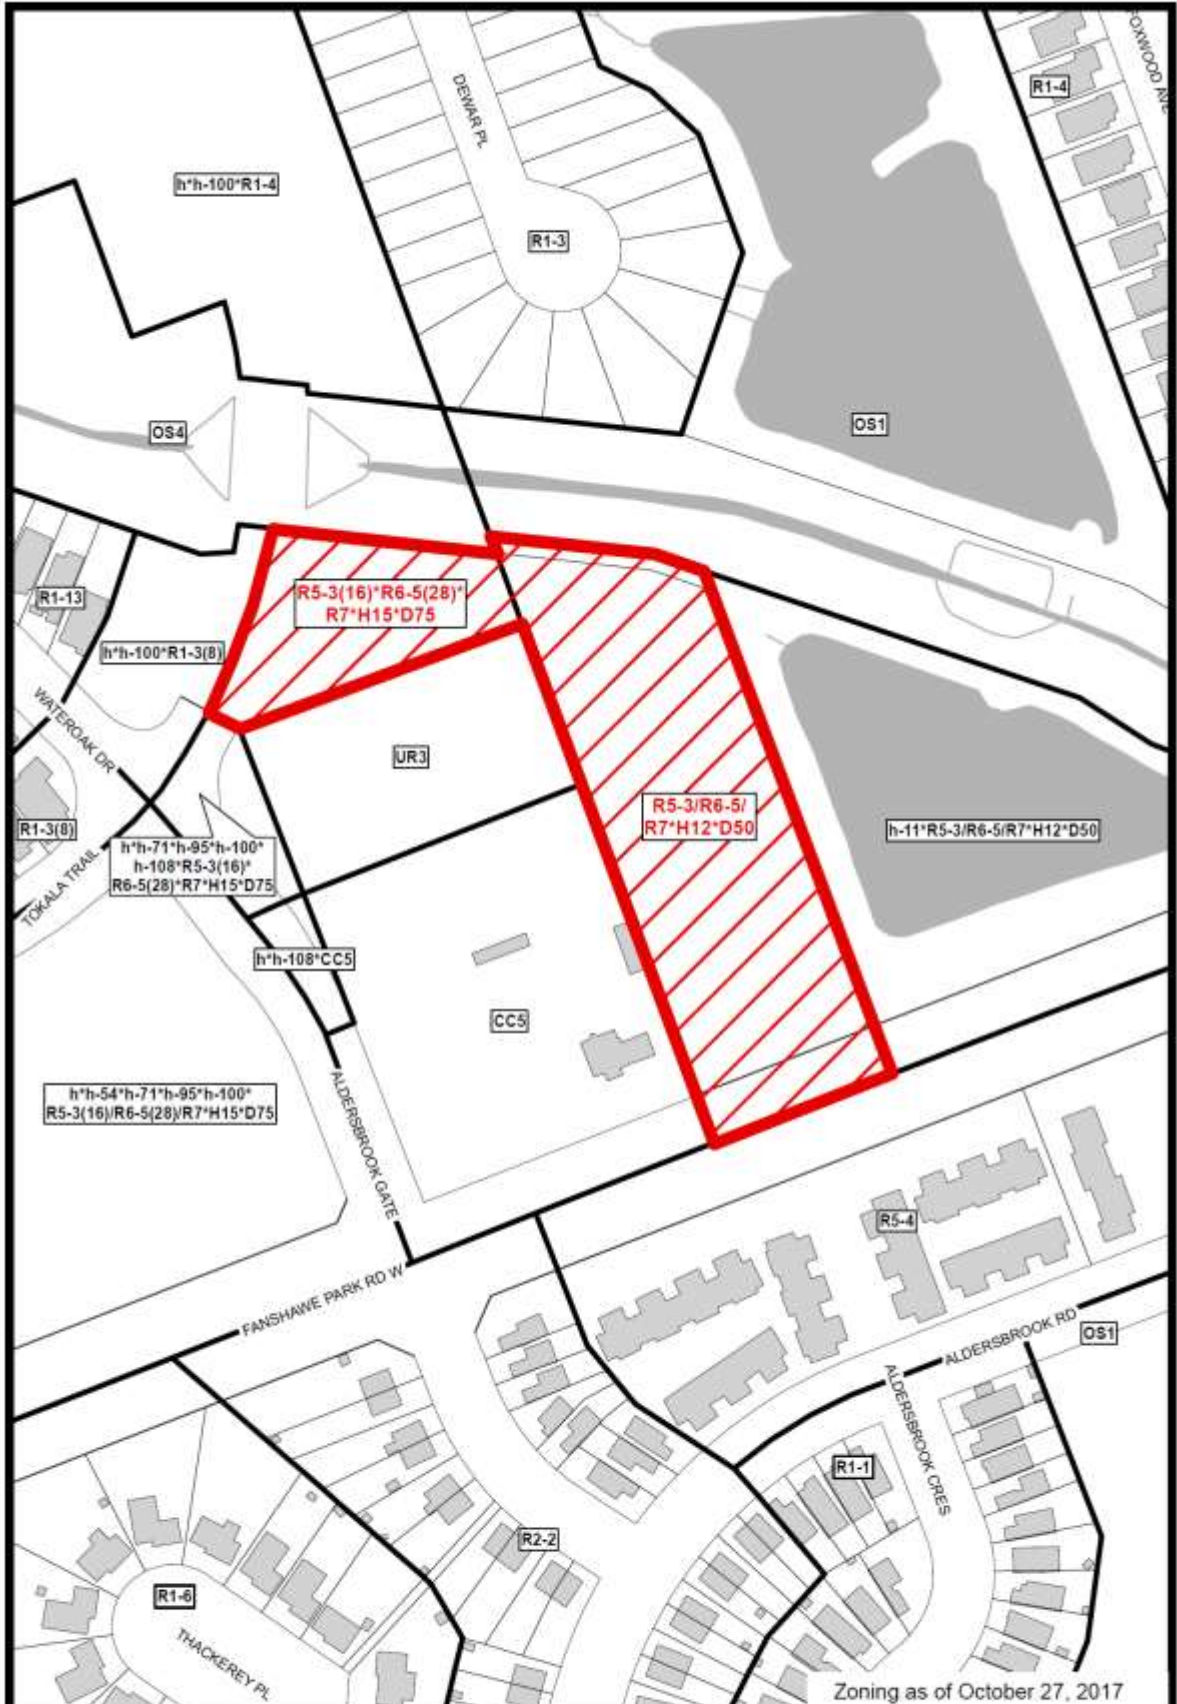 FOXWOOD AVE
R1-4
DEWAR PL
h*h-100*R1-4
R1-3
OS4
OS1
R1-13
R5-3(16)*R6-5(28)*
R7*H15*D75
h*h-100*R1-3(8)
WATEROAK DR
UR3
R5-3/R6-5/
R7*H12*D50
h-11*R5-3/R6-5/R7*H12*D50
R1-3(8)
h*h-71*h-95*h-100*
h-108*R5-3(16)*
R6-5(28)*R7*H15*D75
TOKALA TRAIL
h*h-108*CC5
CC5
h*h-54*h-71*h-95*h-100*
R5-3(16)/R6-5(28)/R7*H15*D75
ALDERSBROOK GATE
R5-4
FANSHAWE PARK RD W
ALDERSBROOK RD
OS1
ALDERSBROOK CRES
R1-1
R2-2
R1-6
THACKEREY PL
Zoning as of October 27, 2017